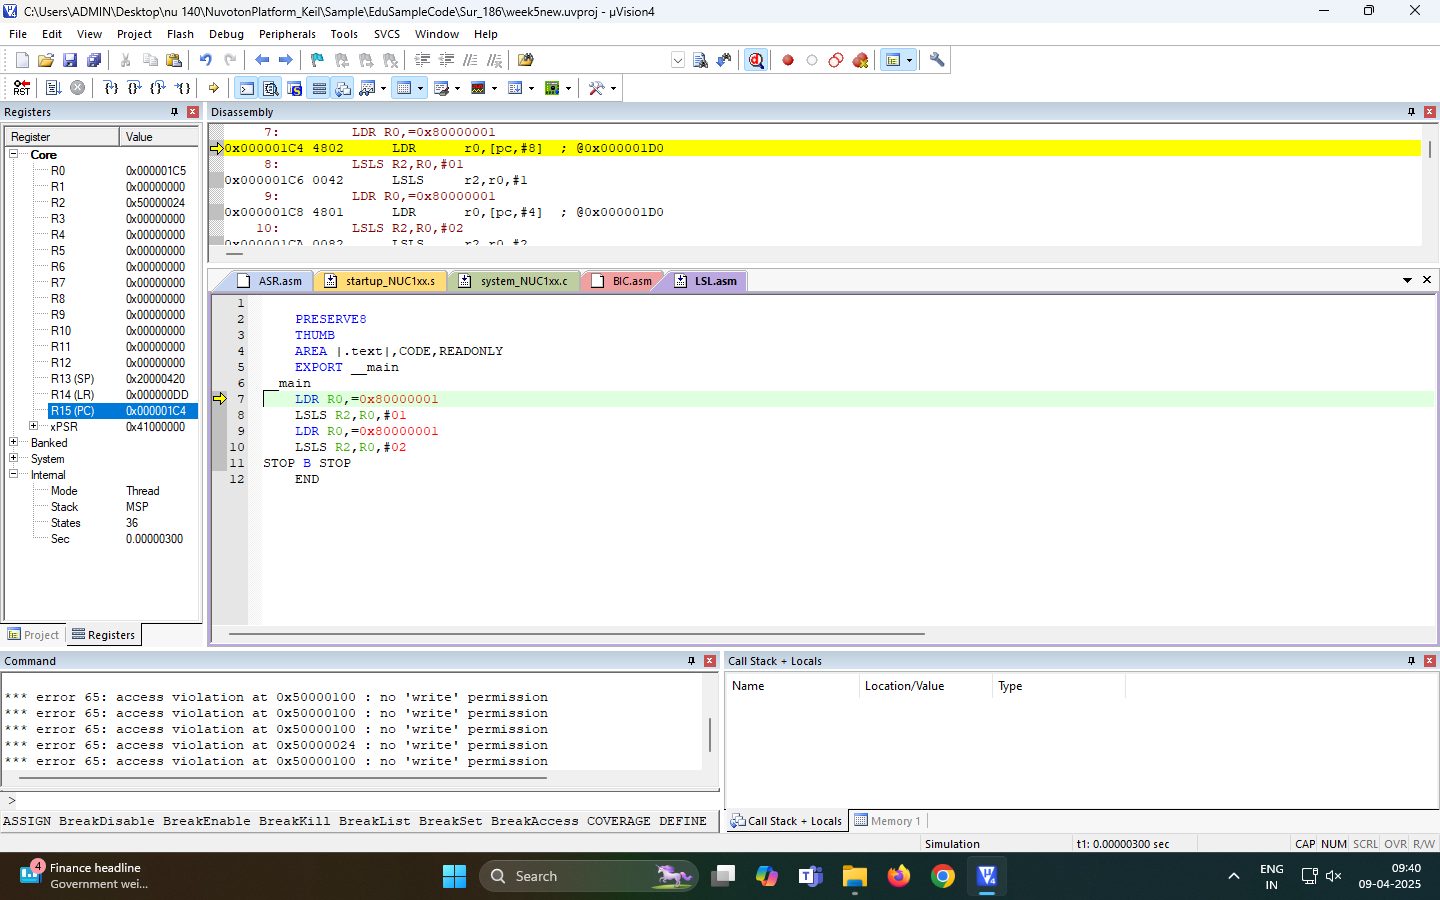 C:\Users\ADMIN\Desktop\nu 140\NuvotonPlatform_Keil\Sample\EduSampleCode\Sur_186\week5new.uvproj - µVision4
File Edit View Project Flash Debug Peripherals Tools SVCS Window Help
RST
Registers
Register Value
Core
R0 0x000001C5
R1 0x00000000
R2 0x50000024
R3 0x00000000
R4 0x00000000
R5 0x00000000
R6 0x00000000
R7 0x00000000
R8 0x00000000
R9 0x00000000
R10 0x00000000
R11 0x00000000
R12 0x00000000
R13 (SP) 0x20000420
R14 (LR) 0x000000DD
R15 (PC) 0x000001C4
xPSR 0x41000000
Banked
System
Internal
Mode Thread
Stack MSP
States 36
Sec 0.00000300
Project Registers
Disassembly
7: LDR R0,=0x80000001
0x000001C4 4802 LDR r0,[pc,#8] ; @0x000001D0
8: LSLS R2,R0,#01
0x000001C6 0042 LSLS r2,r0,#1
9: LDR R0,=0x80000001
0x000001C8 4801 LDR r0,[pc,#4] ; @0x000001D0
10: LSLS R2,R0,#02
0x000001CA 0082 LSLS r2,r0,#2
ASR.asm startup_NUC1xx.s system_NUC1xx.c BIC.asm LSL.asm
1
2 PRESERVE8
3 THUMB
4 AREA |.text|,CODE,READONLY
5 EXPORT __main
6 __main
7 LDR R0,=0x80000001
8 LSLS R2,R0,#01
9 LDR R0,=0x80000001
10 LSLS R2,R0,#02
11 STOP B STOP
12 END
Command
*** error 65: access violation at 0x50000100 : no 'write' permission
*** error 65: access violation at 0x50000100 : no 'write' permission
*** error 65: access violation at 0x50000100 : no 'write' permission
*** error 65: access violation at 0x50000024 : no 'write' permission
*** error 65: access violation at 0x50000100 : no 'write' permission
>
ASSIGN BreakDisable BreakEnable BreakKill BreakList BreakSet BreakAccess COVERAGE DEFINE
Call Stack + Locals
Name Location/Value Type
Call Stack + Locals Memory 1
Simulation t1: 0.00000300 sec CAP NUM SCRL OVR R/W
4
Finance headline
Government wei...
Search
ENG
IN
09:40
09-04-2025